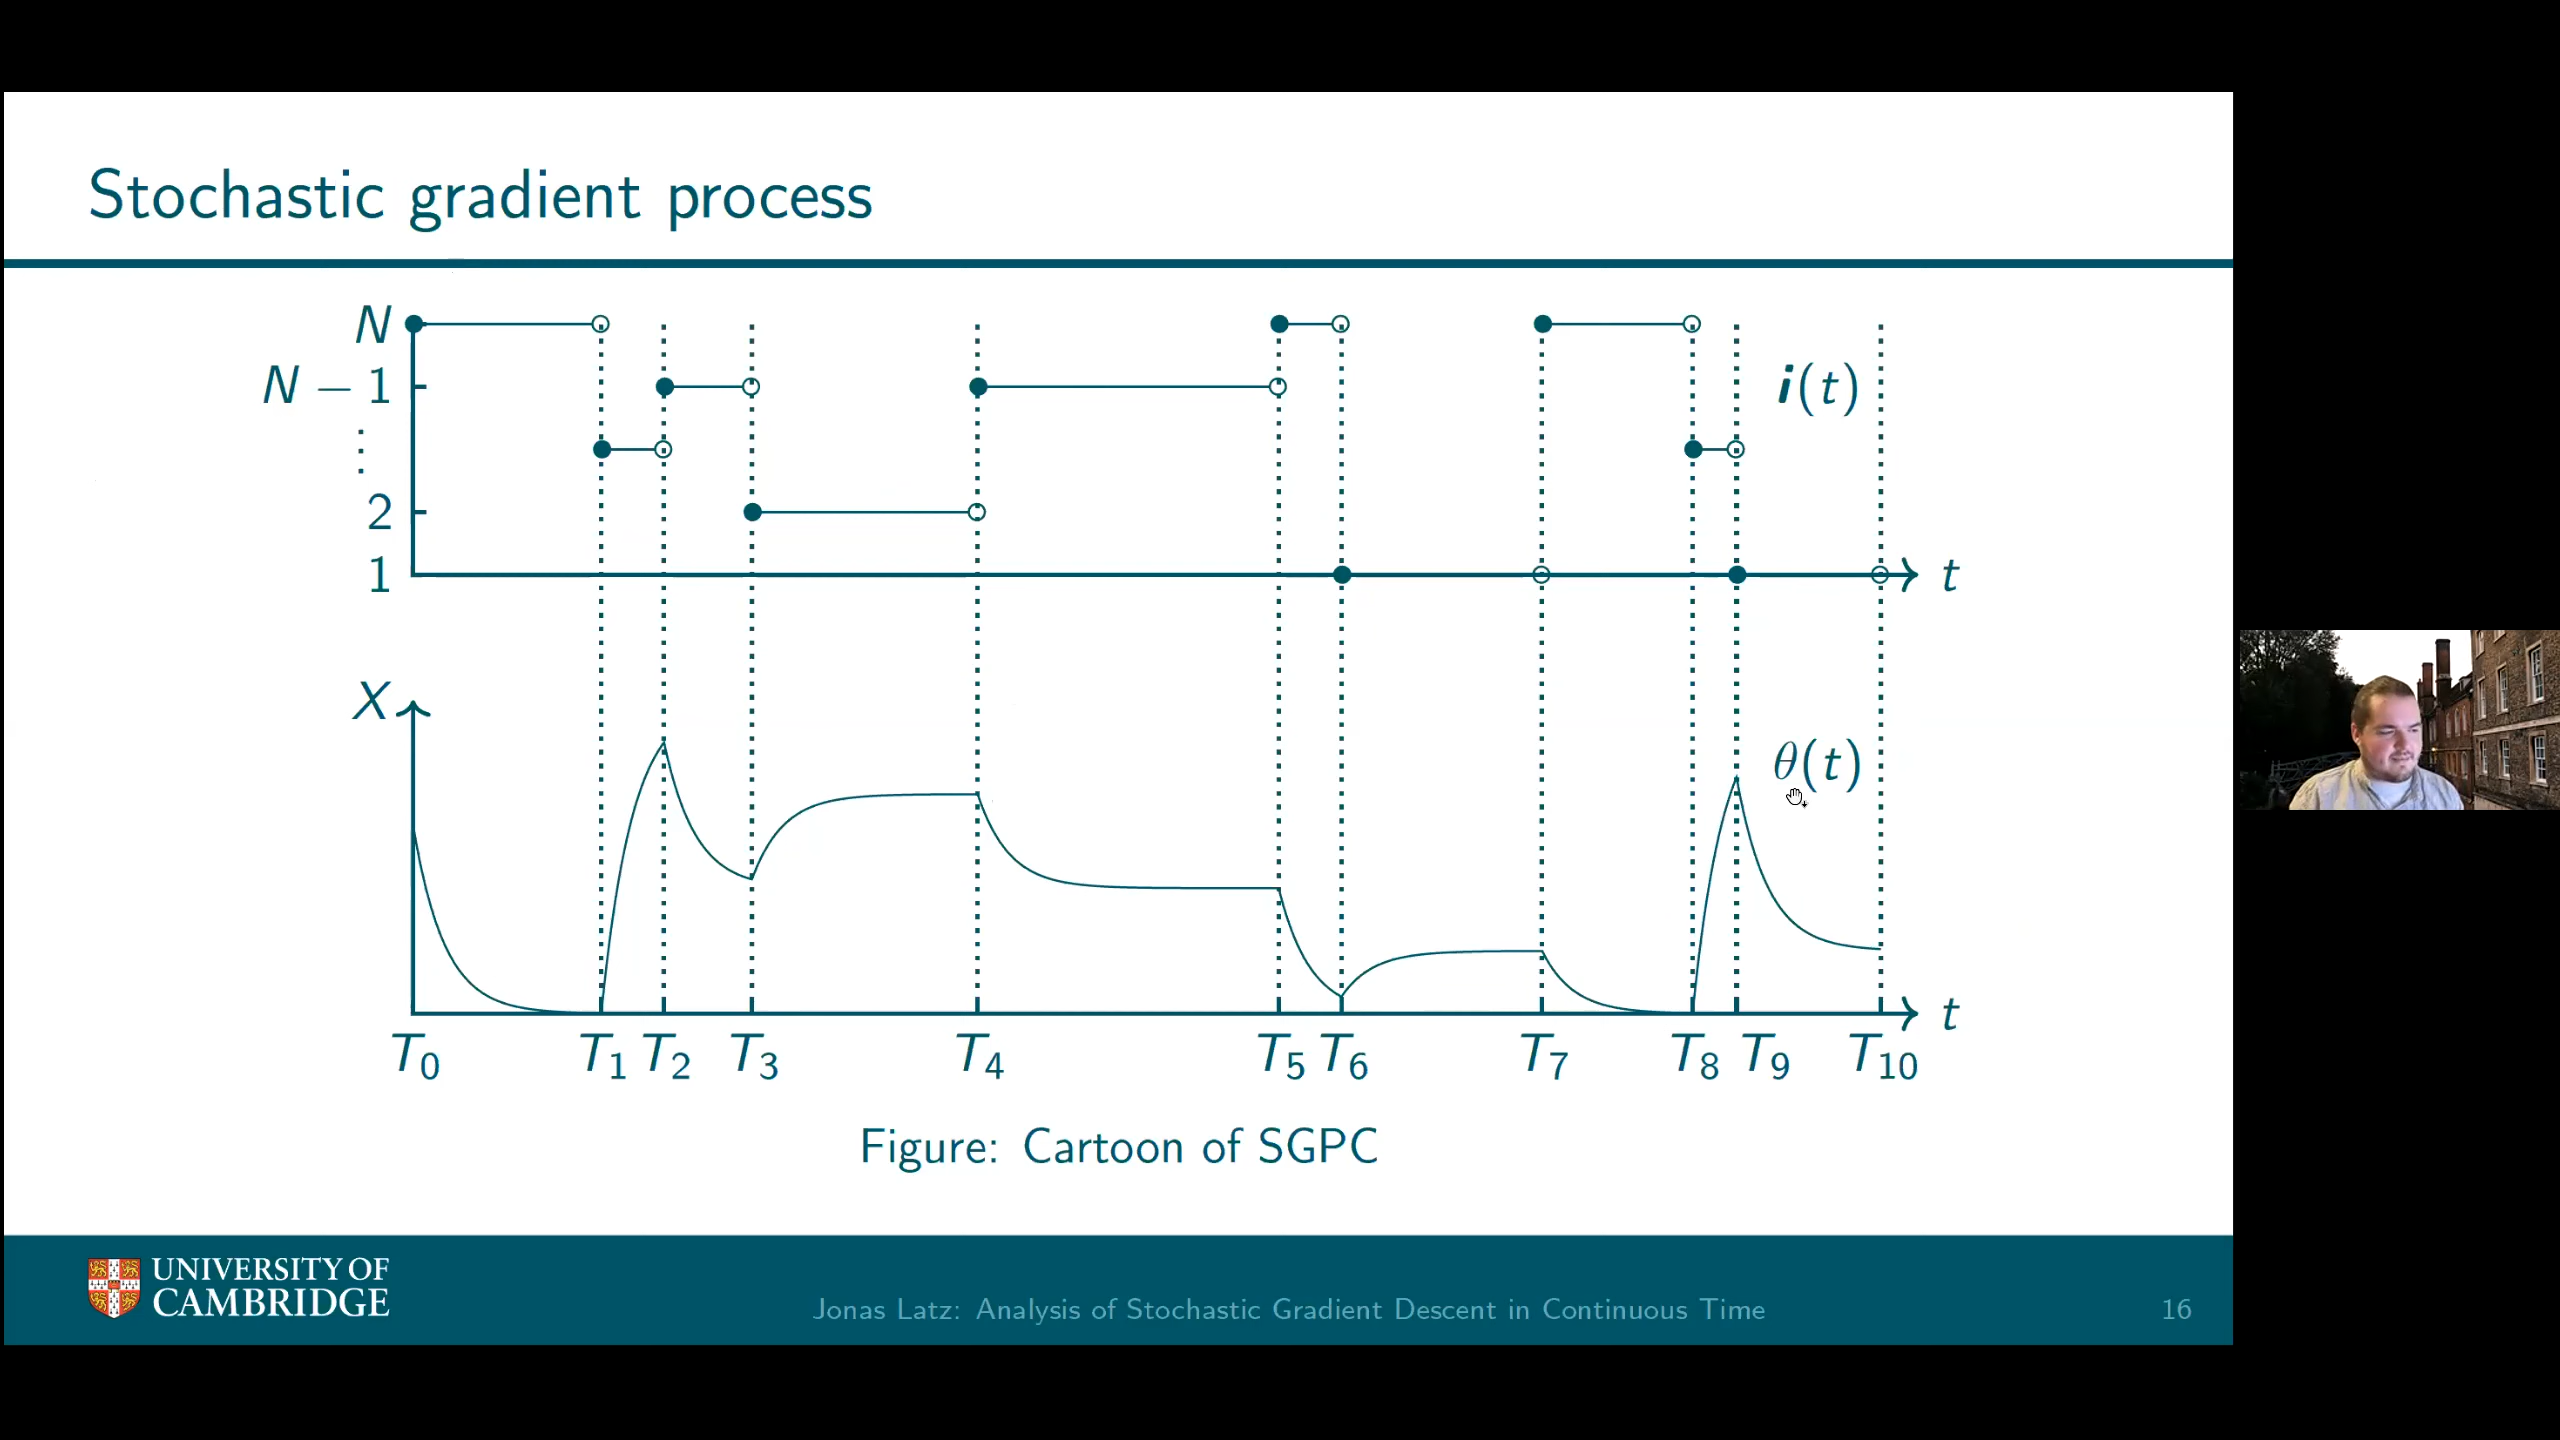 Stochastic gradient process
N
N − 1
⋮
2
1
i(t)
t
X
θ(t)
t
T0 T1 T2 T3 T4 T5 T6 T7 T8 T9 T10
Figure: Cartoon of SGPC
UNIVERSITY OF
CAMBRIDGE
Jonas Latz: Analysis of Stochastic Gradient Descent in Continuous Time
16